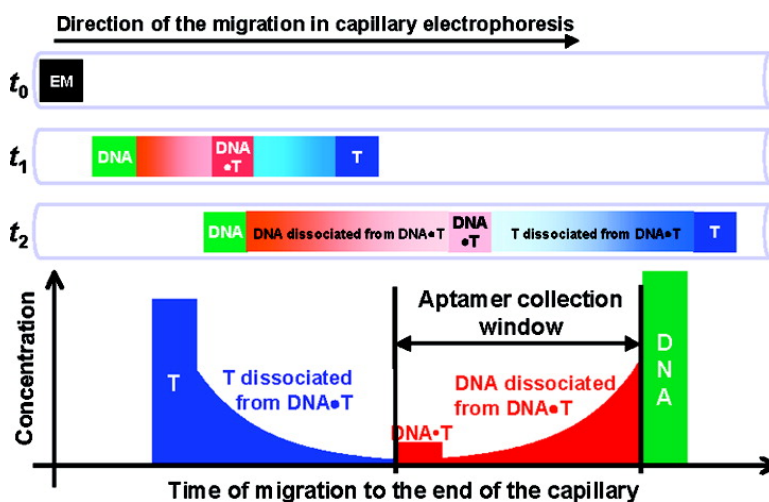 Direction of the migration in capillary electrophoresis
t0
EM
t1
DNA
DNA
•T
T
t2
DNA
DNA dissociated from DNA•T
DNA
•T
T dissociated from DNA•T
T
Concentration
Aptamer collection
window
T
T dissociated
from DNA•T
DNA•T
DNA dissociated
from DNA•T
D
N
A
Time of migration to the end of the capillary